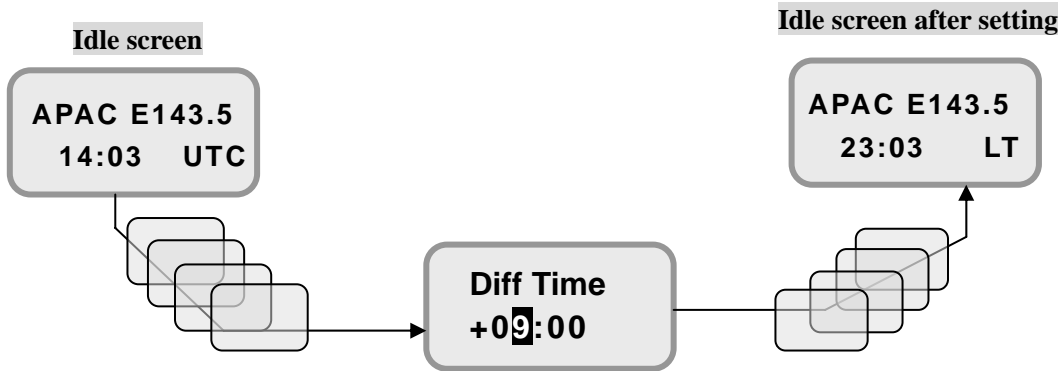 Idle screen
APAC E143.5
14:03 UTC
Diff Time
+09:00
Idle screen after setting
APAC E143.5
23:03 LT